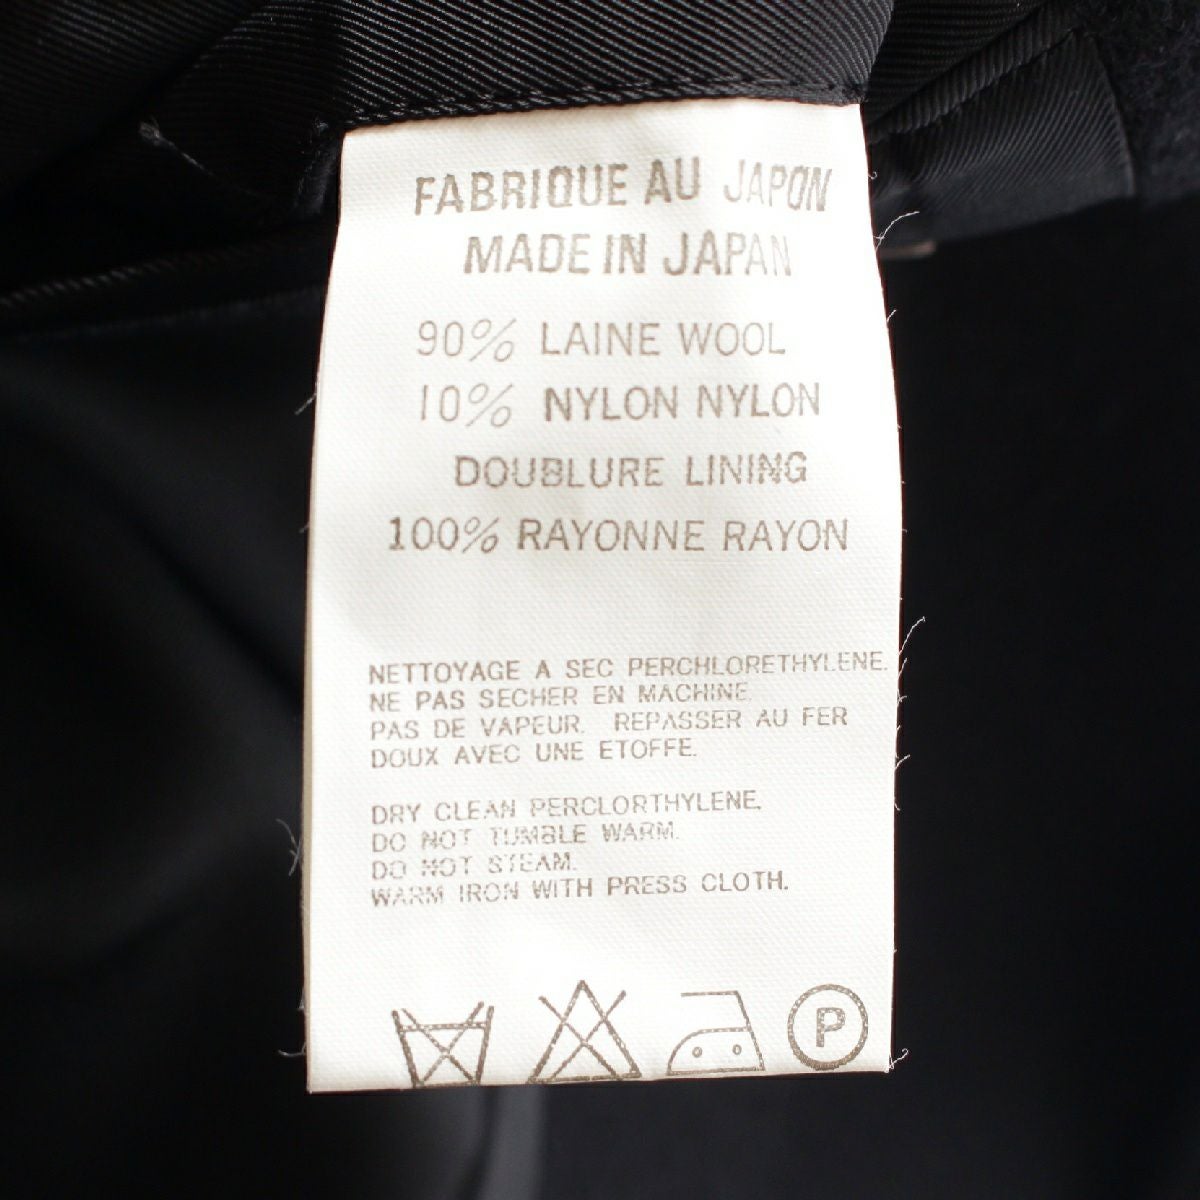 FABRIQUE AU JAPON
MADE IN JAPAN
90% LAINE WOOL
10% NYLON NYLON
DOUBLURE LINING
100% RAYONNE RAYON
NETTOYAGE A SEC PERCHLORETHYLENE.
NE PAS SECHER EN MACHINE.
PAS DE VAPEUR. REPASSER AU FER
DOUX AVEC UNE ETOFFE.
DRY CLEAN PERCLORTHYLENE.
DO NOT TUMBLE WARM.
DO NOT STEAM.
WARM IRON WITH PRESS CLOTH.
P